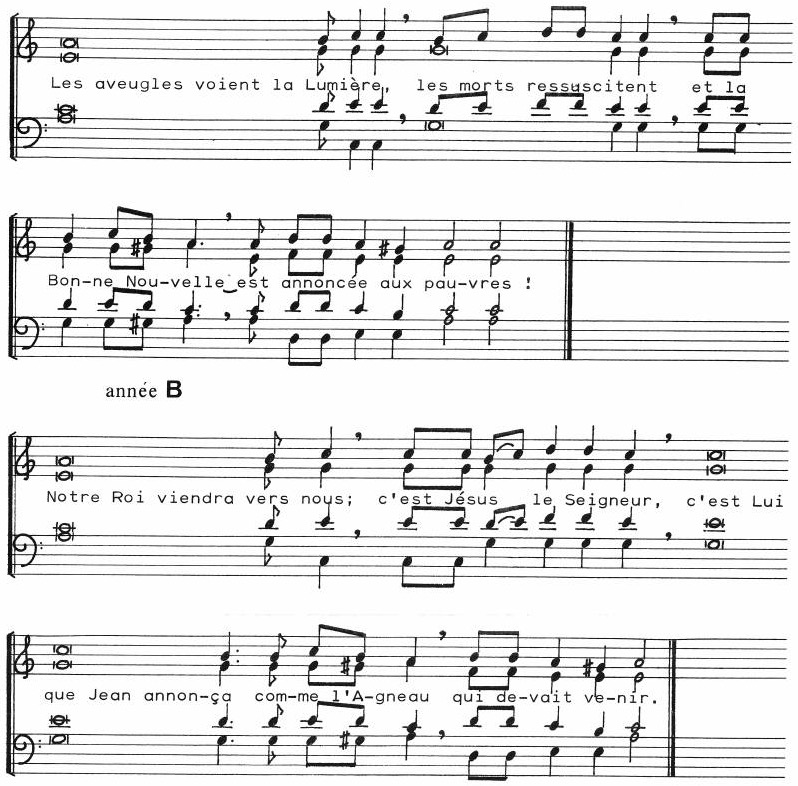 Les aveugles voient la Lumière, les morts ressuscitent et la
Bon-ne Nou-velle‿est annoncée aux pau-vres !
année B
Notre Roi viendra vers nous; c'est Jésus le Seigneur, c'est Lui
que Jean annon-ça com-me l'A-gneau qui de-vait ve-nir.